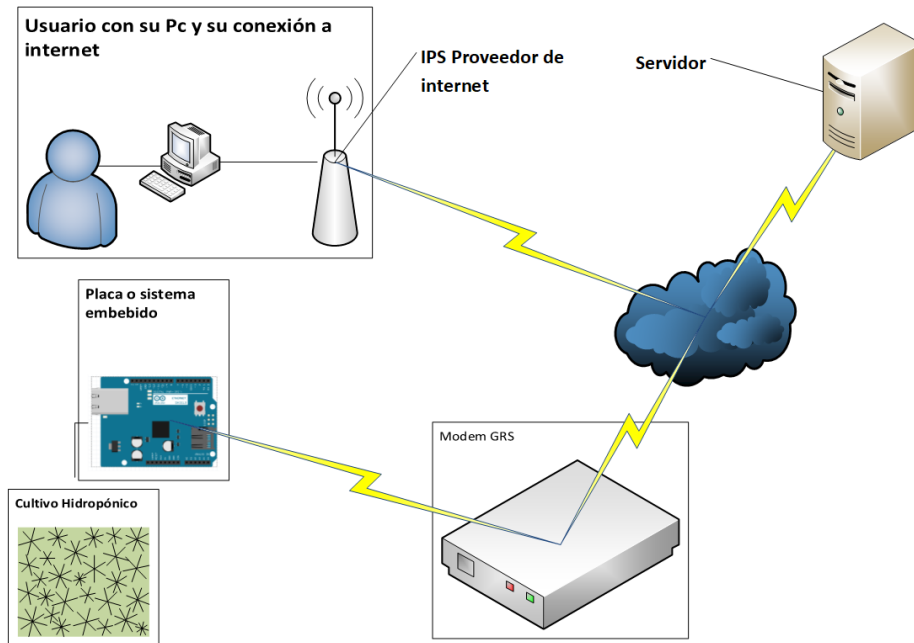 Usuario con su Pc y su conexión a
internet
IPS Proveedor de
internet
Servidor
Placa o sistema
embebido
Modem GRS
Cultivo Hidropónico